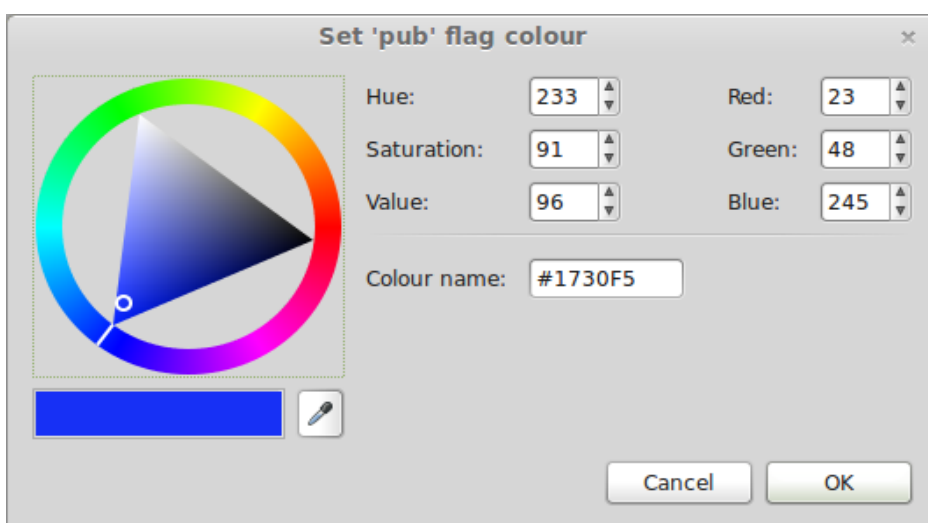 Set 'pub' flag colour
Hue: 233 Red: 23
Saturation: 91 Green: 48
Value: 96 Blue: 245
Colour name: #1730F5
Cancel OK